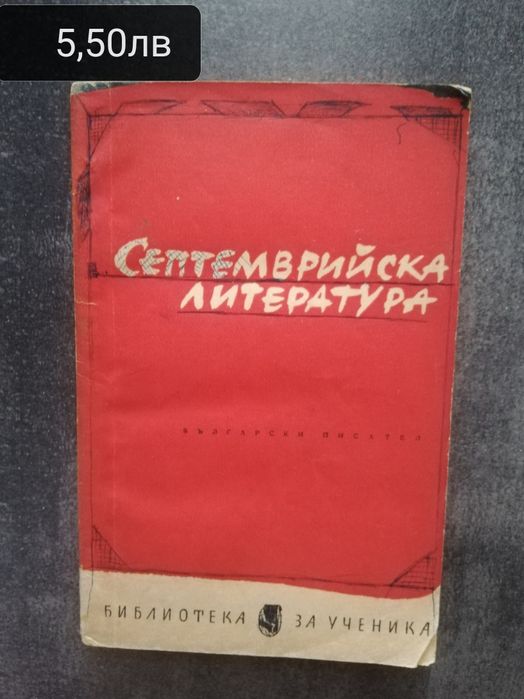 5,50лв
СЕПТЕМВРИЙСКА
ЛИТЕРАТУРА
БЪЛГАРСКИ ПИСАТЕЛ
БИБЛИОТЕКА ЗА УЧЕНИКА